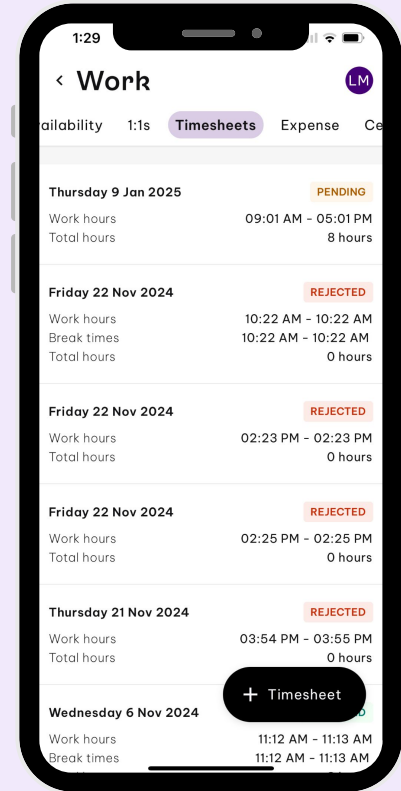 1:29
< Work
LM
ailability 1:1s Timesheets Expense Ce
Thursday 9 Jan 2025 PENDING
Work hours 09:01 AM - 05:01 PM
Total hours 8 hours
Friday 22 Nov 2024 REJECTED
Work hours 10:22 AM - 10:22 AM
Break times 10:22 AM - 10:22 AM
Total hours 0 hours
Friday 22 Nov 2024 REJECTED
Work hours 02:23 PM - 02:23 PM
Total hours 0 hours
Friday 22 Nov 2024 REJECTED
Work hours 02:25 PM - 02:25 PM
Total hours 0 hours
Thursday 21 Nov 2024 REJECTED
Work hours 03:54 PM - 03:55 PM
Total hours 0 hours
+ Timesheet
Wednesday 6 Nov 2024
Work hours 11:12 AM - 11:13 AM
Break times 11:12 AM - 11:13 AM